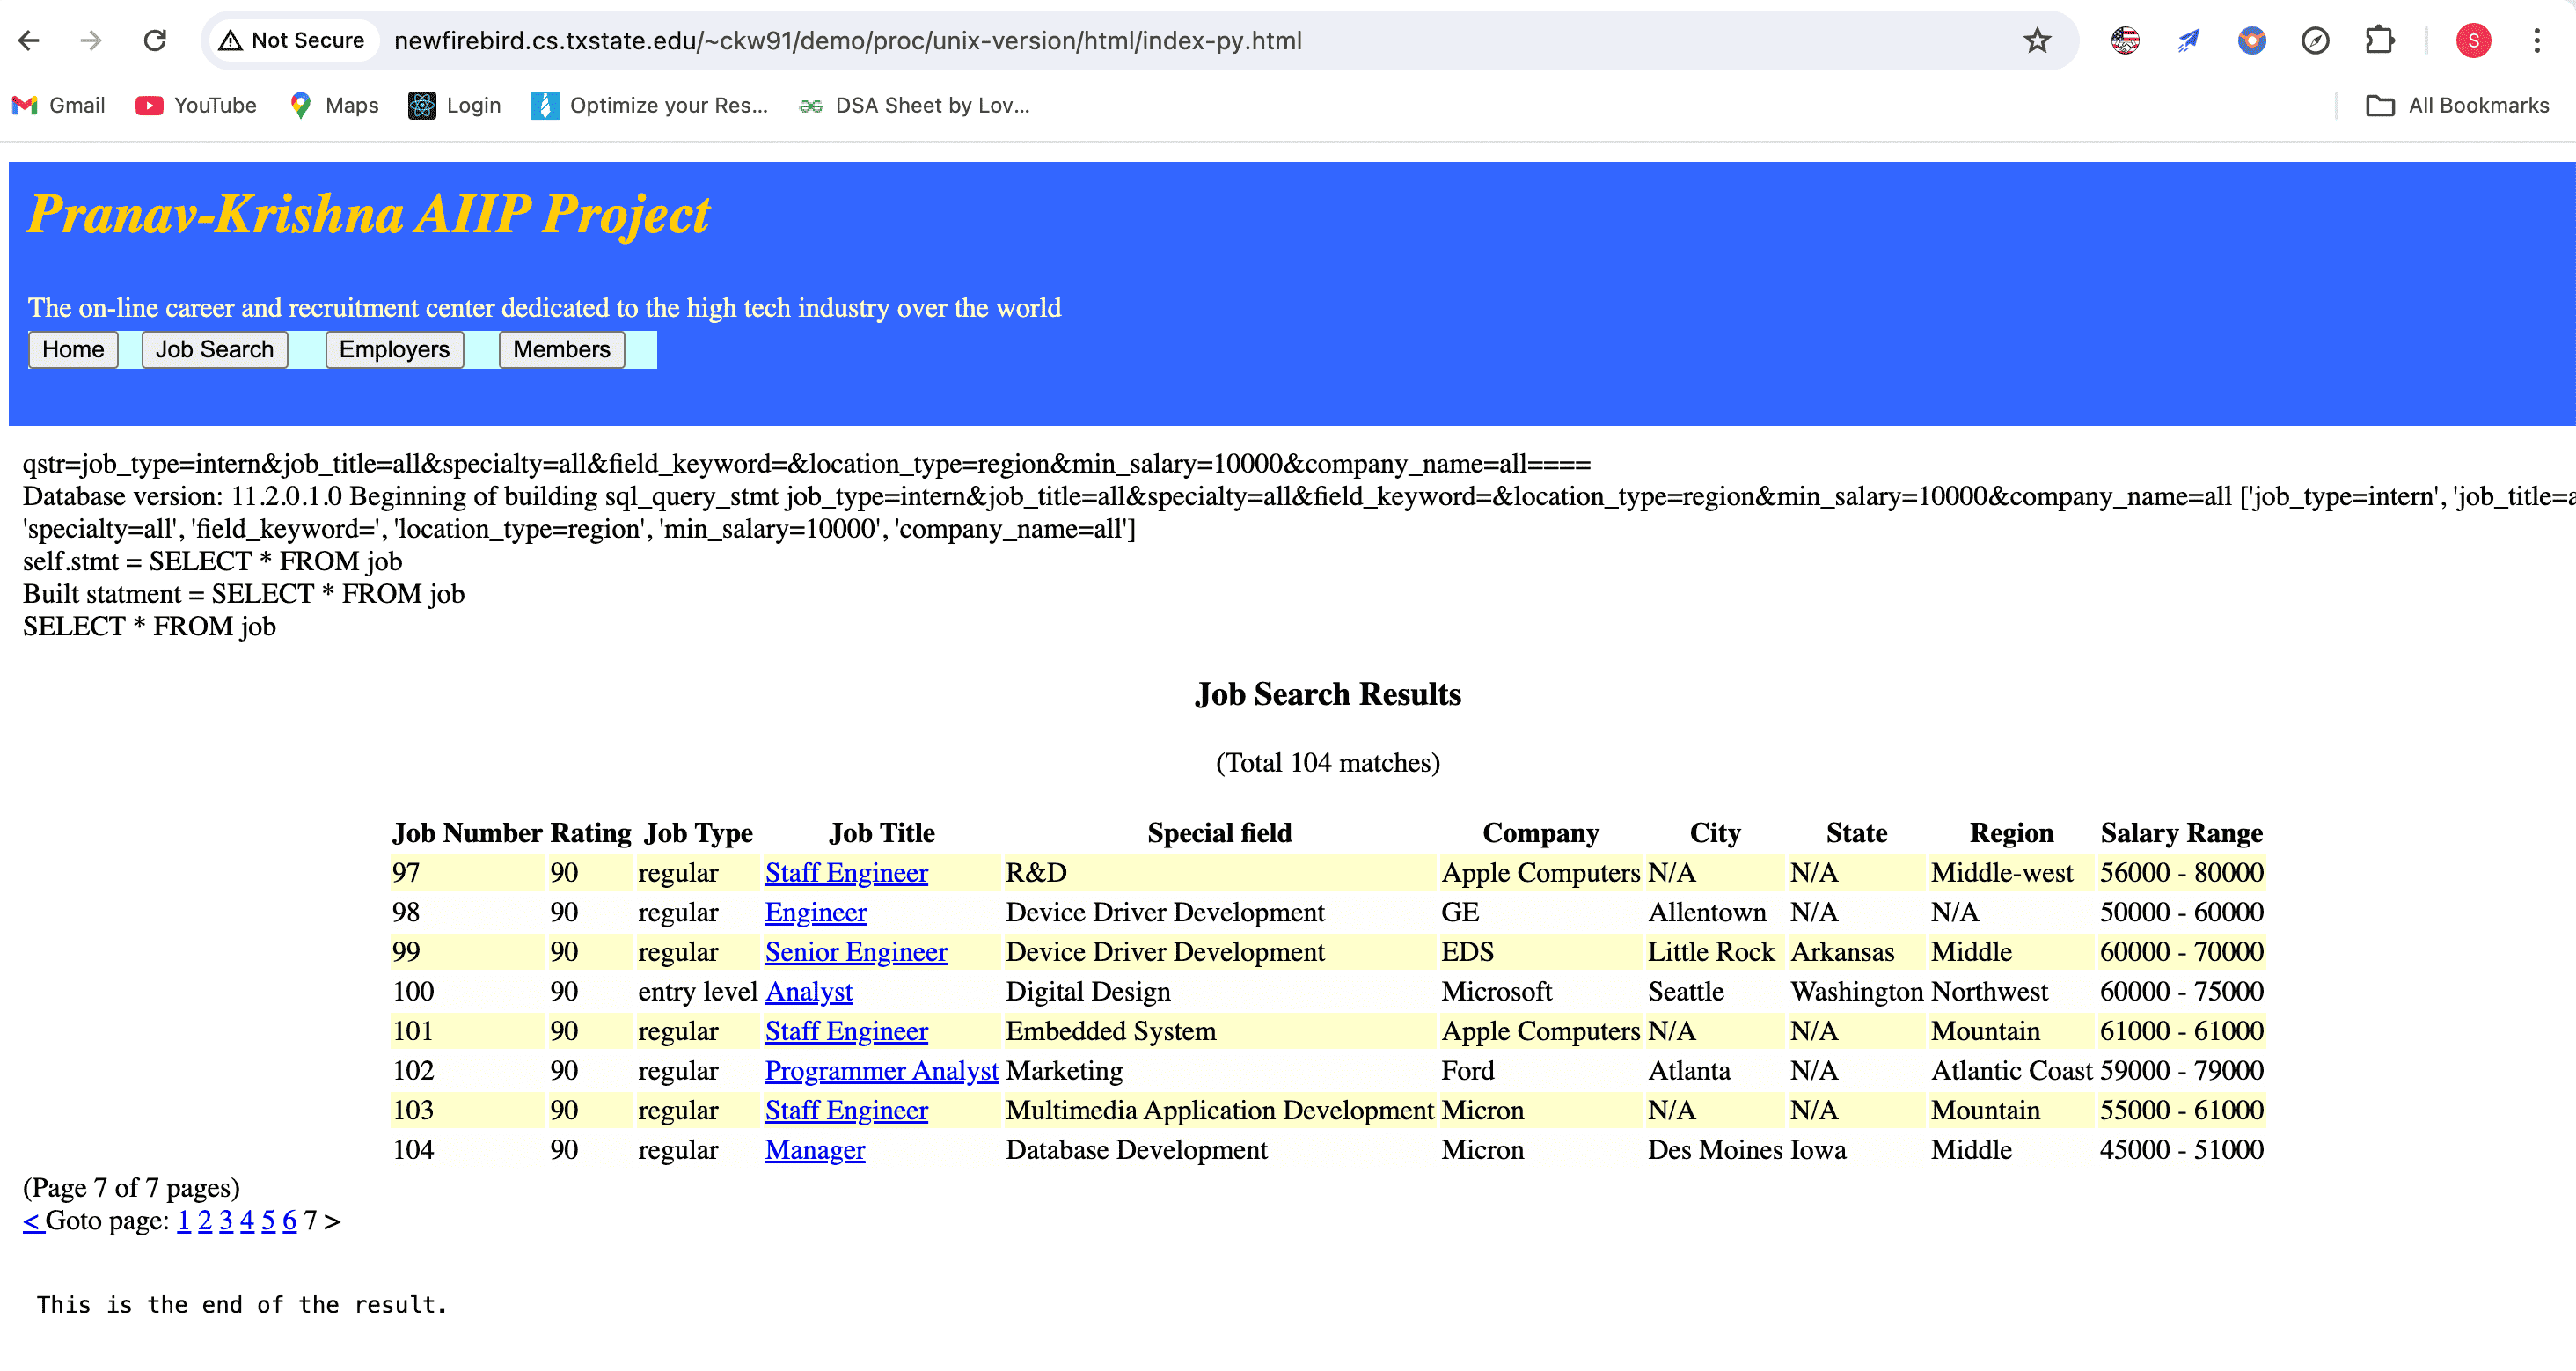 Not Secure newfirebird.cs.txstate.edu/~ckw91/demo/proc/unix-version/html/index-py.html S
Gmail YouTube Maps Login Optimize your Res... DSA Sheet by Lov... All Bookmarks
Pranav-Krishna AIIP Project
The on-line career and recruitment center dedicated to the high tech industry over the world
Home Job Search Employers Members
qstr=job_type=intern&job_title=all&specialty=all&field_keyword=&location_type=region&min_salary=10000&company_name=all====
Database version: 11.2.0.1.0 Beginning of building sql_query_stmt job_type=intern&job_title=all&specialty=all&field_keyword=&location_type=region&min_salary=10000&company_name=all ['job_type=intern', 'job_title=a
'specialty=all', 'field_keyword=', 'location_type=region', 'min_salary=10000', 'company_name=all']
self.stmt = SELECT * FROM job
Built statment = SELECT * FROM job
SELECT * FROM job
Job Search Results
(Total 104 matches)
Job Number Rating Job Type Job Title Special field Company City State Region Salary Range
97 90 regular Staff Engineer R&D Apple Computers N/A N/A Middle-west 56000 - 80000
98 90 regular Engineer Device Driver Development GE Allentown N/A N/A 50000 - 60000
99 90 regular Senior Engineer Device Driver Development EDS Little Rock Arkansas Middle 60000 - 70000
100 90 entry level Analyst Digital Design Microsoft Seattle Washington Northwest 60000 - 75000
101 90 regular Staff Engineer Embedded System Apple Computers N/A N/A Mountain 61000 - 61000
102 90 regular Programmer Analyst Marketing Ford Atlanta N/A Atlantic Coast 59000 - 79000
103 90 regular Staff Engineer Multimedia Application Development Micron N/A N/A Mountain 55000 - 61000
104 90 regular Manager Database Development Micron Des Moines Iowa Middle 45000 - 51000
(Page 7 of 7 pages)
< Goto page: 1 2 3 4 5 6 7 >
This is the end of the result.